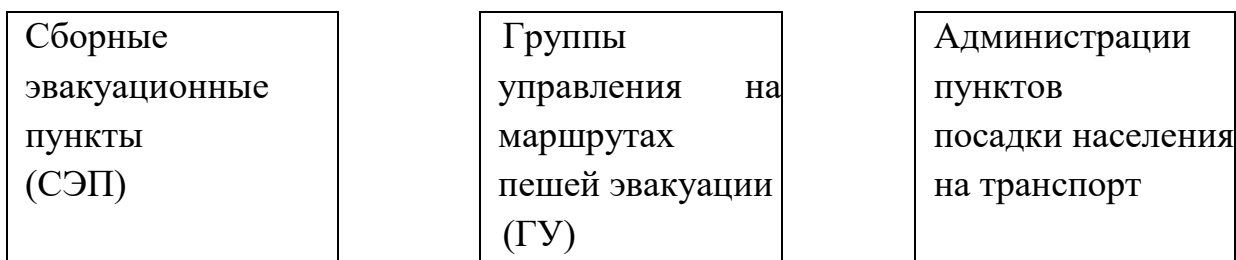 Сборные
эвакуационные
пункты
(СЭП)
Группы
управления на
маршрутах
пешей эвакуации
(ГУ)
Администрации
пунктов
посадки населения
на транспорт